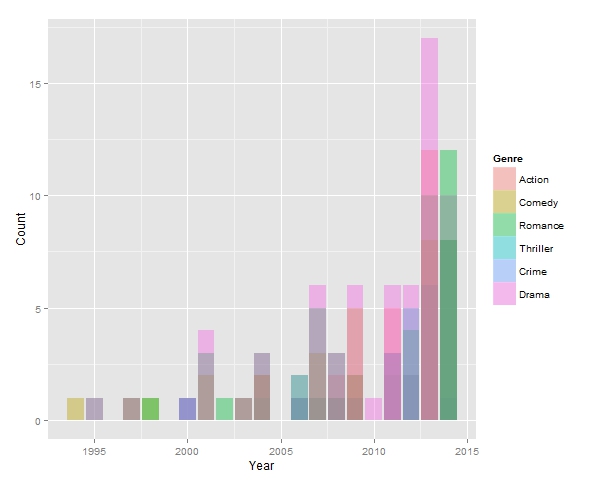 15
10
5
0
Count
1995
2000
2005
2010
2015
Year
Genre
Action
Comedy
Romance
Thriller
Crime
Drama